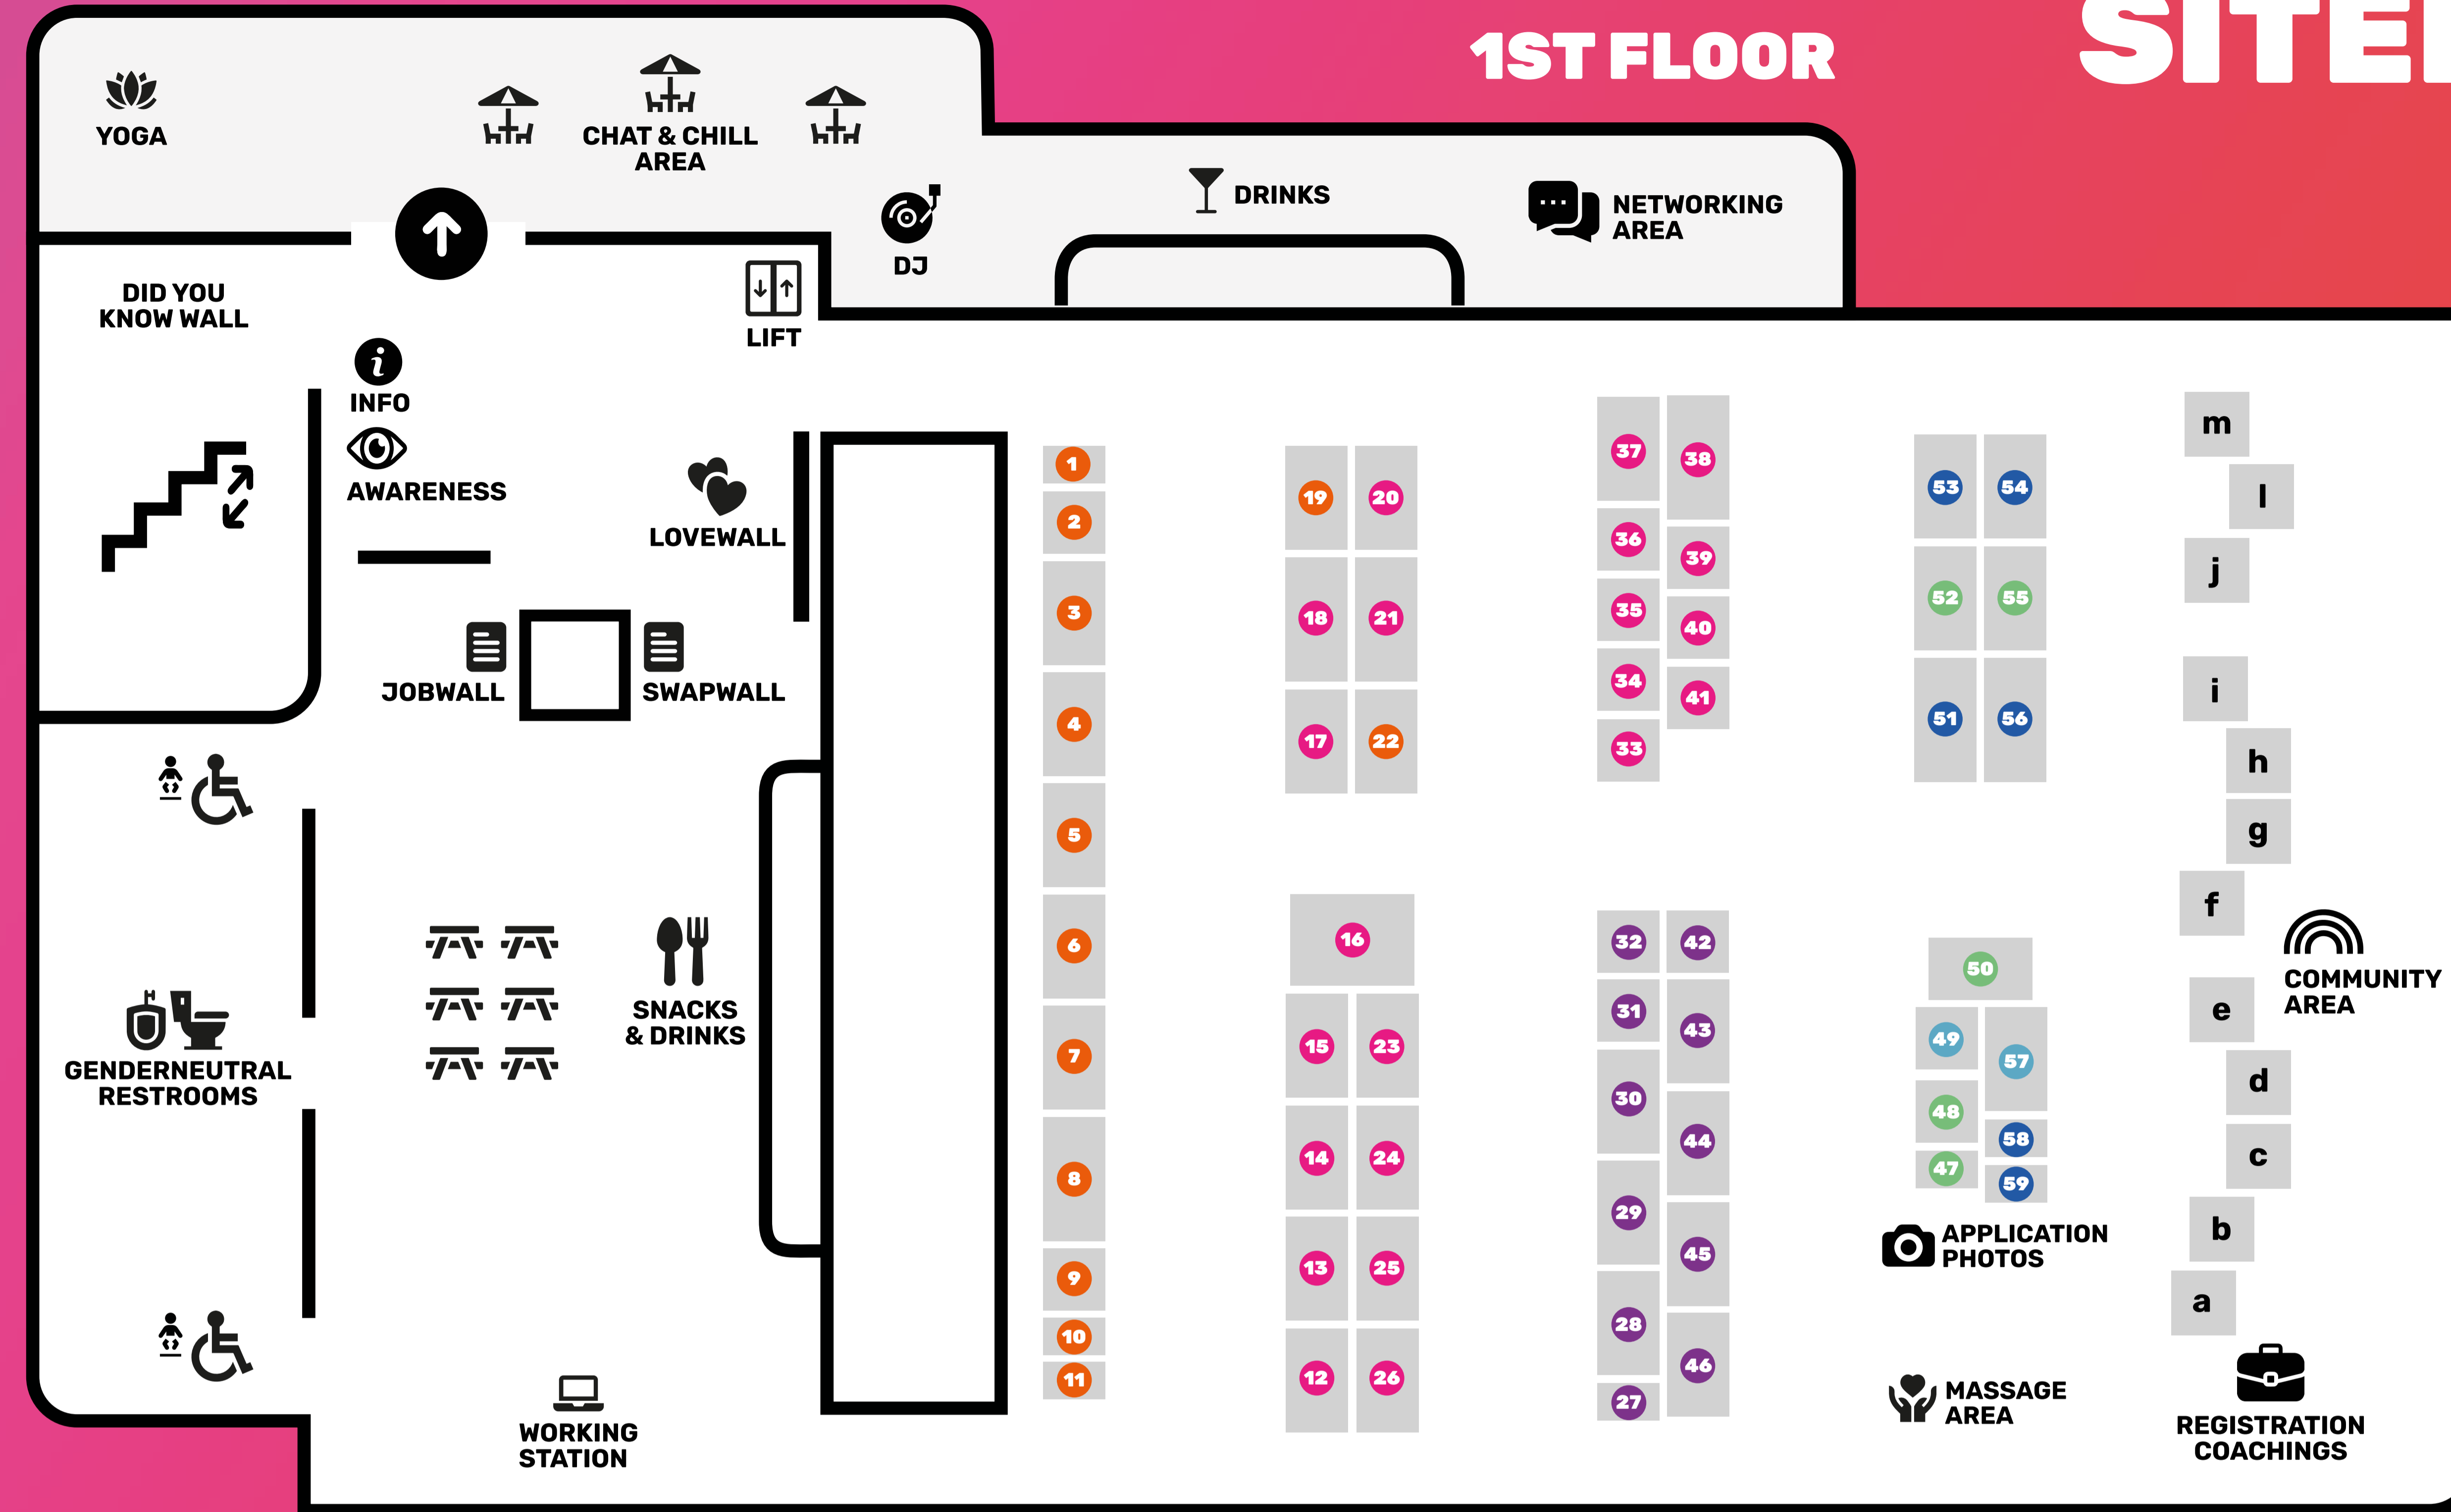 SITE
1ST FLOOR
YOGA
CHAT & CHILL
AREA
DJ
DRINKS
NETWORKING
AREA
DID YOU
KNOW WALL
LIFT
i
INFO
AWARENESS
LOVEWALL
JOBWALL
SWAPWALL
SNACKS
& DRINKS
GENDERNEUTRAL
RESTROOMS
WORKING
STATION
1
2
3
4
5
6
7
8
9
10
11
19 20
18 21
17 22
16
15 23
14 24
13 25
12 26
37 38
36 39
35 40
34 41
33
32 42
31 43
30 44
29 45
28 46
27
53 54
52 55
51 56
50
49 57
48 58
47 59
APPLICATION
PHOTOS
MASSAGE
AREA
m
l
j
i
h
g
f
e
d
c
b
a
COMMUNITY
AREA
REGISTRATION
COACHINGS